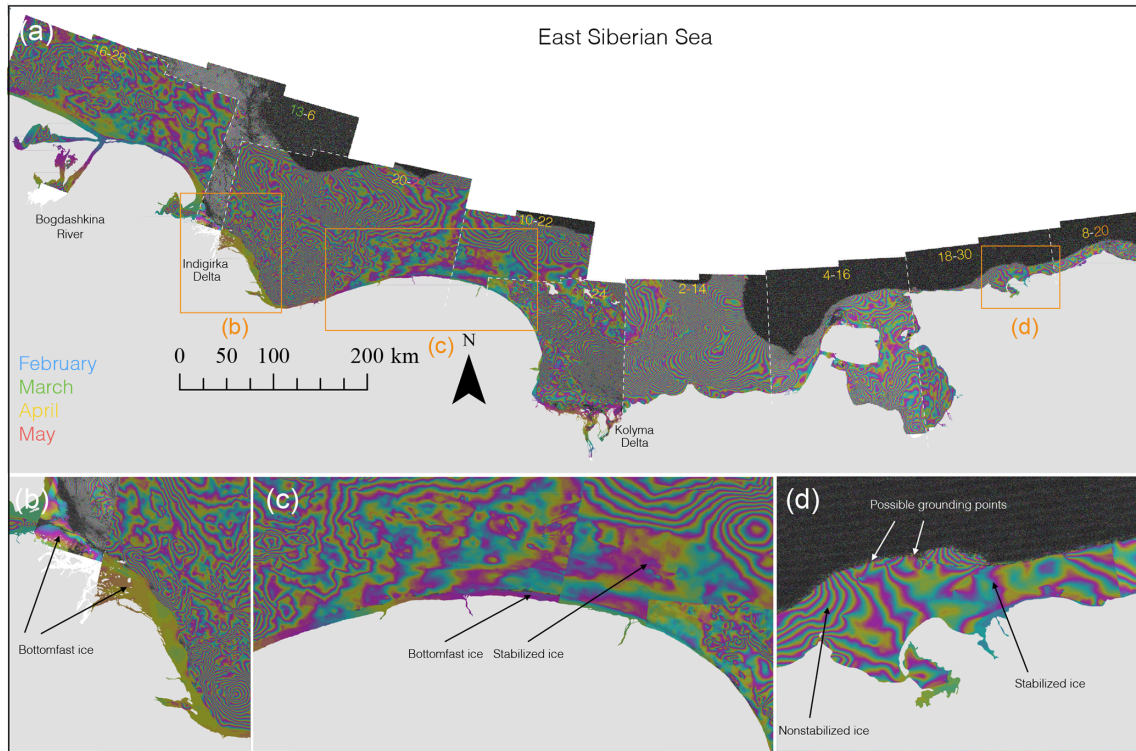 (a)
East Siberian Sea
16-28
13-6
20-
10-22
24
2-14
4-16
18-30
8-20
Bogdashkina
River
Indigirka
Delta
(b)
(c)
(d)
N
0 50 100 200 km
February
March
April
May
Kolyma
Delta
(b)
Bottomfast ice
(c)
Bottomfast ice
Stabilized ice
(d)
Possible grounding points
Stabilized ice
Nonstabilized ice